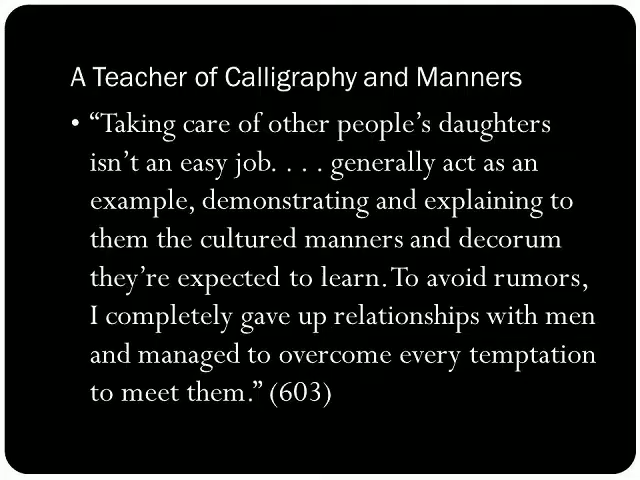 A Teacher of Calligraphy and Manners
• “Taking care of other people’s daughters
isn’t an easy job. . . . generally act as an
example, demonstrating and explaining to
them the cultured manners and decorum
they’re expected to learn. To avoid rumors,
I completely gave up relationships with men
and managed to overcome every temptation
to meet them.” (603)